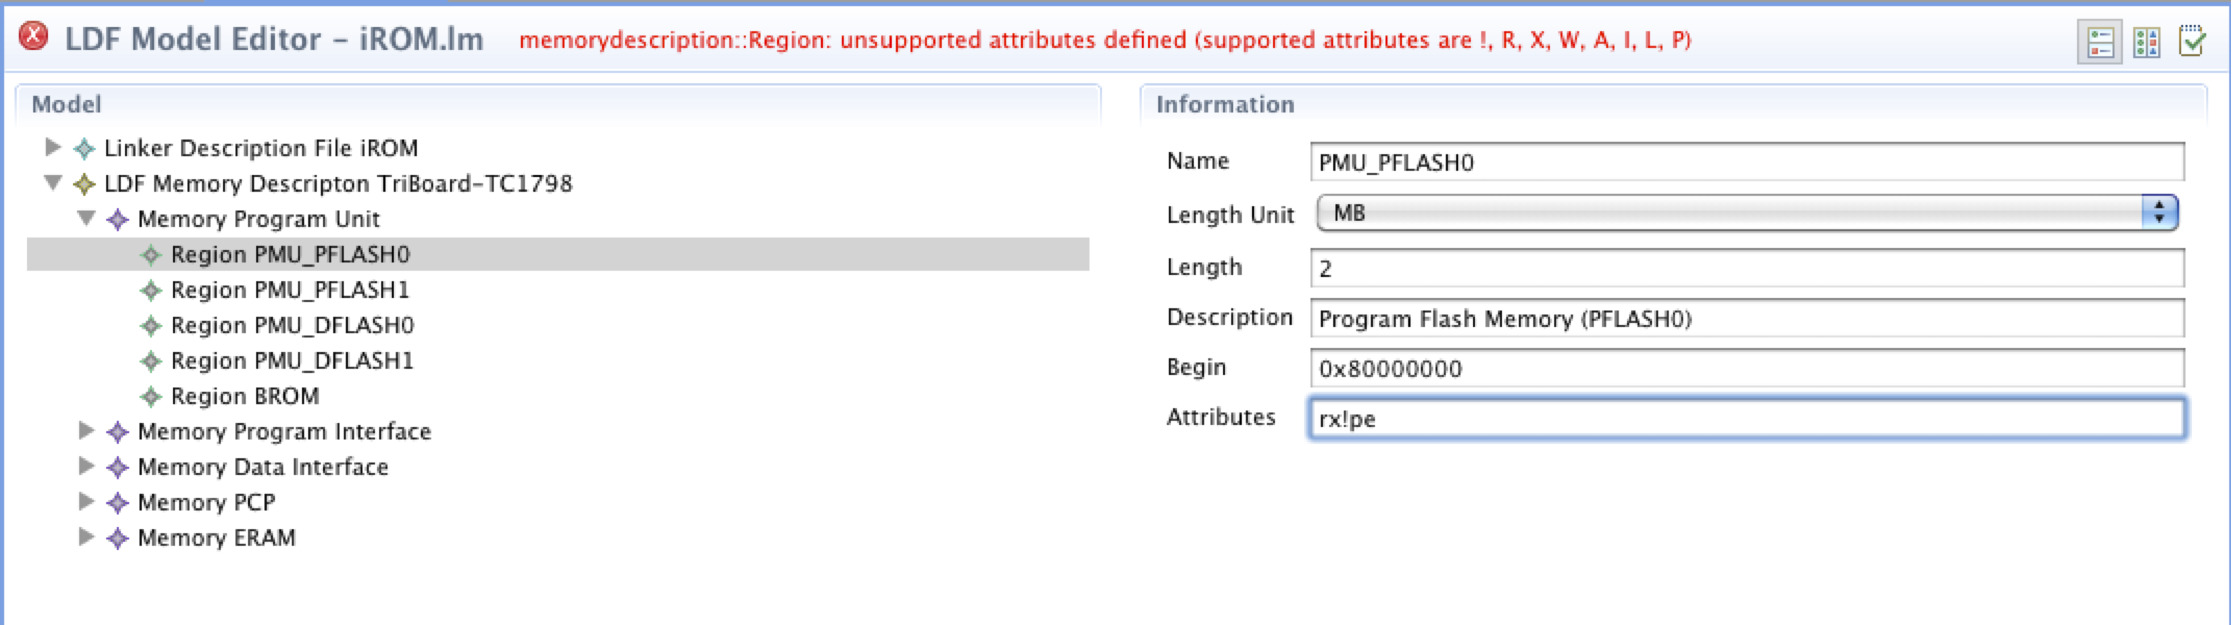 LDF Model Editor – iROM.lm memorydescription::Region: unsupported attributes defined (supported attributes are !, R, X, W, A, I, L, P)
Model
Linker Description File iROM
LDF Memory Descripton TriBoard-TC1798
Memory Program Unit
Region PMU_PFLASH0
Region PMU_PFLASH1
Region PMU_DFLASH0
Region PMU_DFLASH1
Region BROM
Memory Program Interface
Memory Data Interface
Memory PCP
Memory ERAM
Information
Name PMU_PFLASH0
Length Unit MB
Length 2
Description Program Flash Memory (PFLASH0)
Begin 0x80000000
Attributes rx!pe